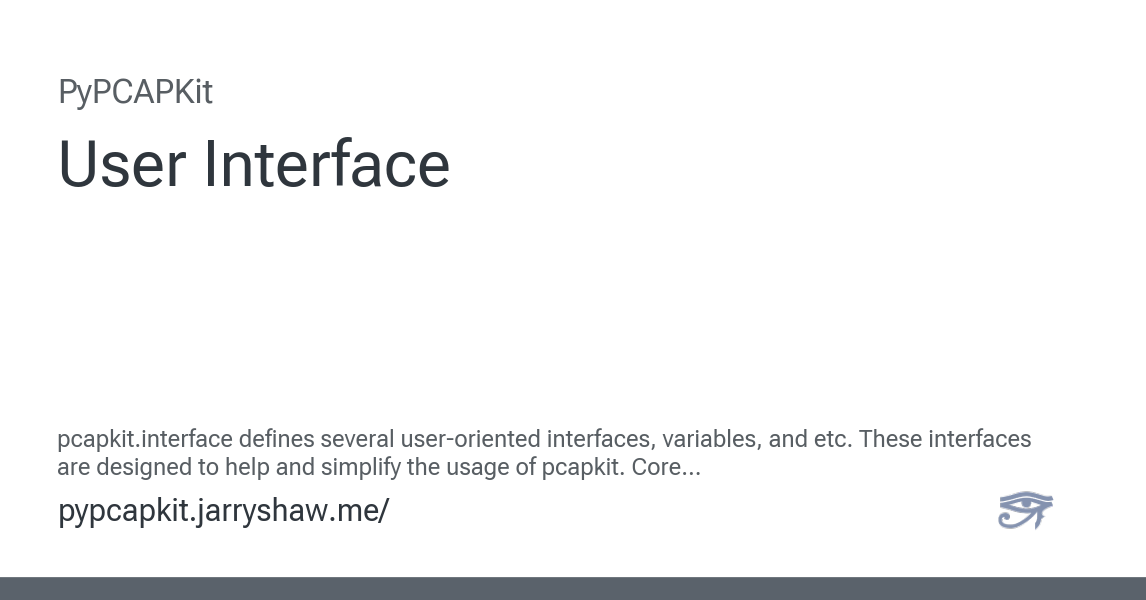 PyPCAPKit
User Interface
pcapkit.interface defines several user-oriented interfaces, variables, and etc. These interfaces
are designed to help and simplify the usage of pcapkit. Core...
pypcapkit.jarryshaw.me/